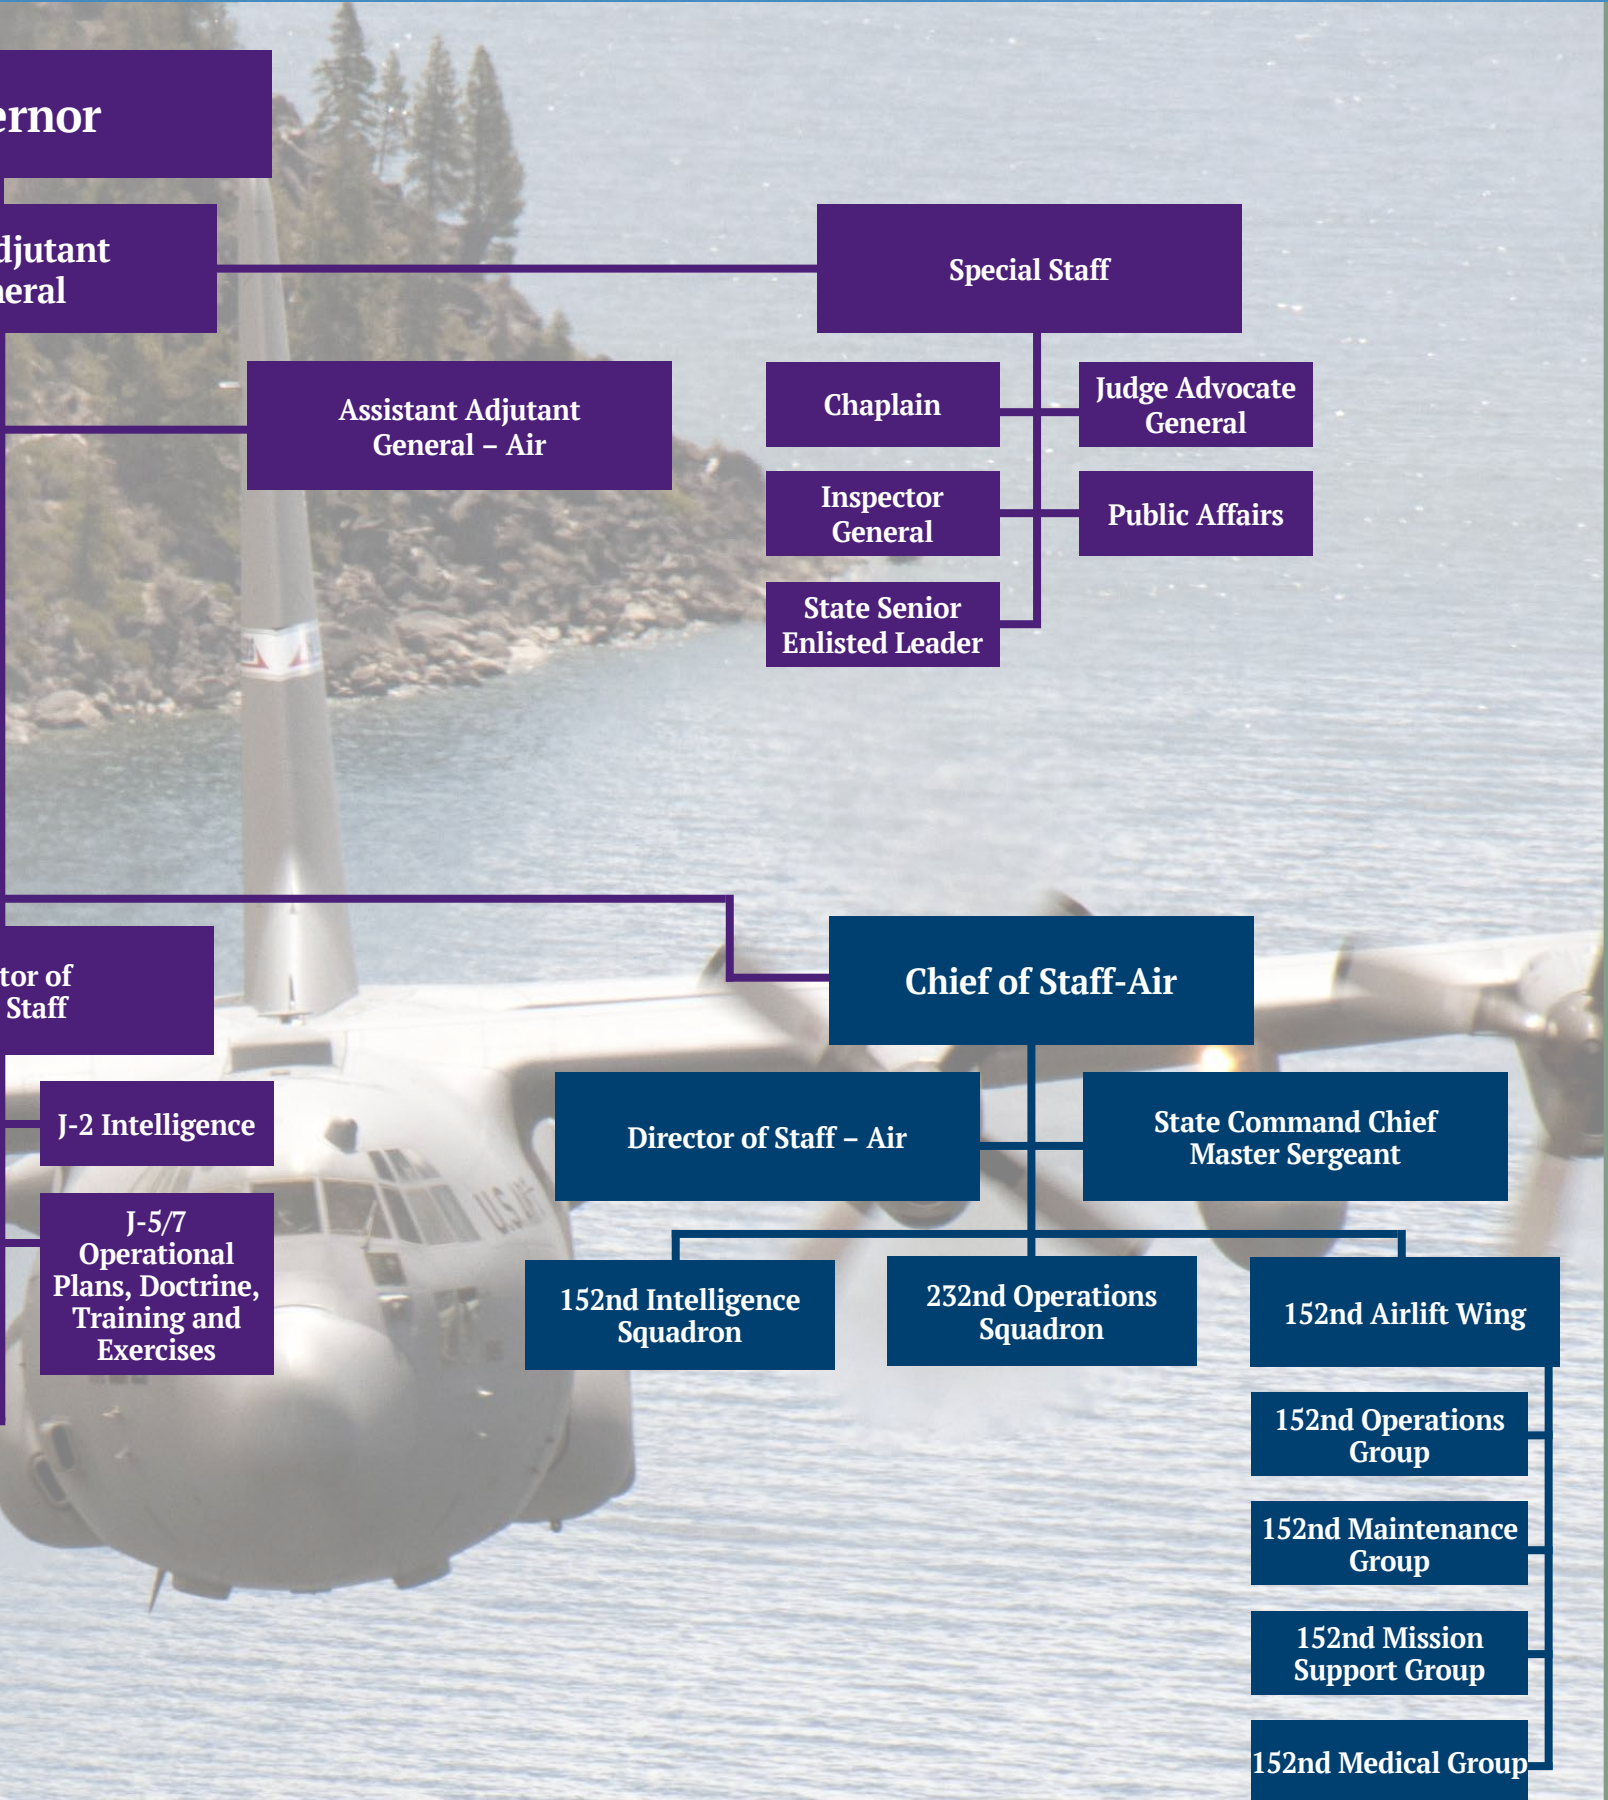 ernor
djutant
neral
Special Staff
Assistant Adjutant
General – Air
Chaplain
Judge Advocate
General
Inspector
General
Public Affairs
State Senior
Enlisted Leader
tor of
Staff
Chief of Staff-Air
J-2 Intelligence
Director of Staff – Air
State Command Chief
Master Sergeant
J-5/7
Operational
Plans, Doctrine,
Training and
Exercises
152nd Intelligence
Squadron
232nd Operations
Squadron
152nd Airlift Wing
152nd Operations
Group
152nd Maintenance
Group
152nd Mission
Support Group
152nd Medical Group